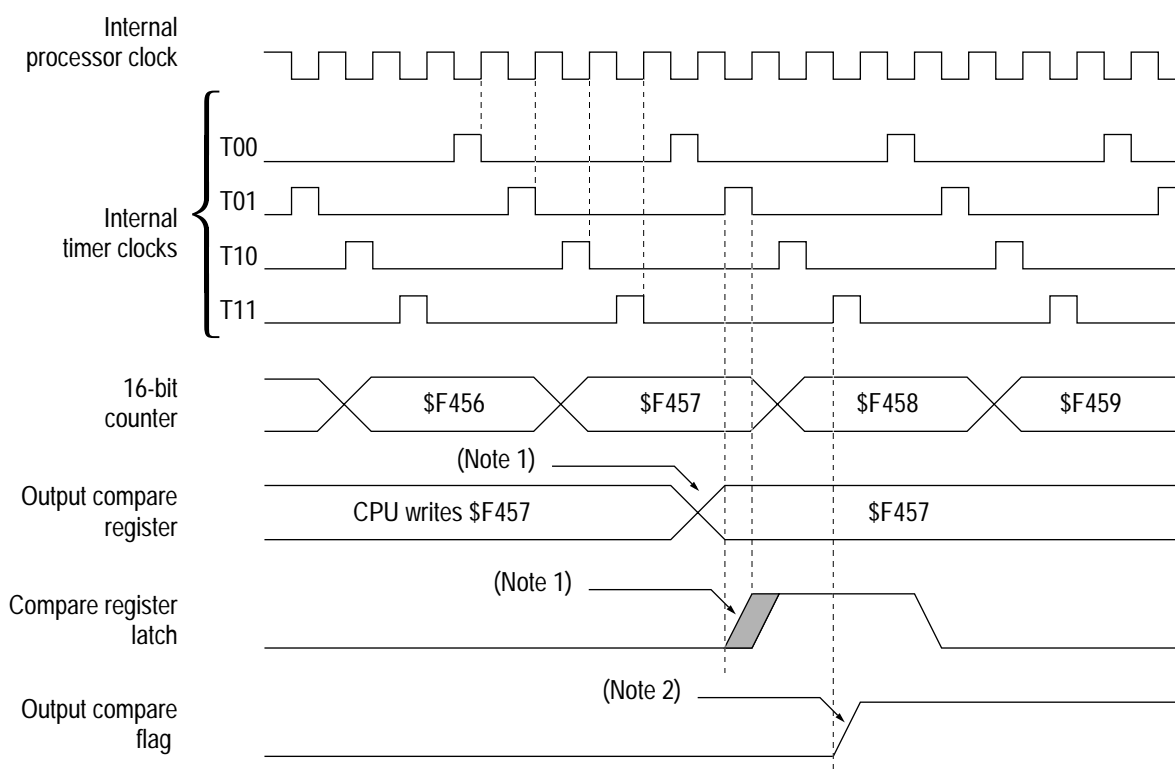 Internal
processor clock
T00
T01
Internal
timer clocks
T10
T11
16-bit
counter
$F456
$F457
$F458
$F459
(Note 1)
Output compare
register
CPU writes $F457
$F457
(Note 1)
Compare register
latch
(Note 2)
Output compare
flag